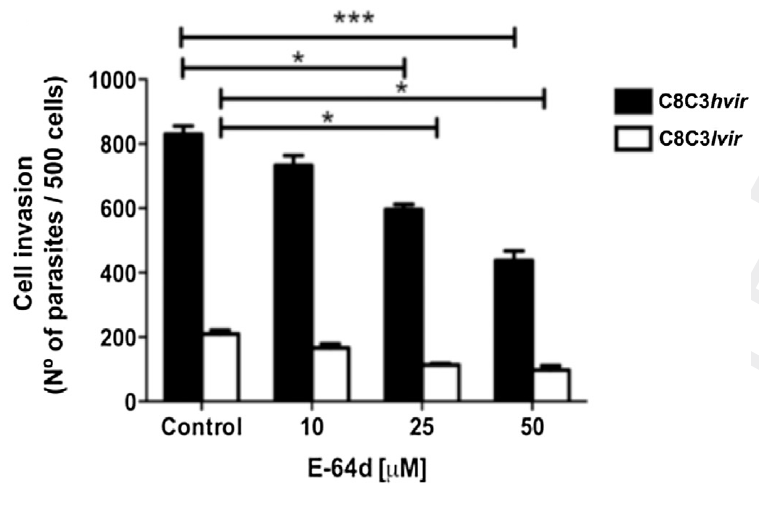 ***
*
*
*
1000
800
600
400
200
0
Cell invasion
(Nº of parasites / 500 cells)
C8C3hvir
C8C3lvir
Control 10 25 50
E-64d [µM]